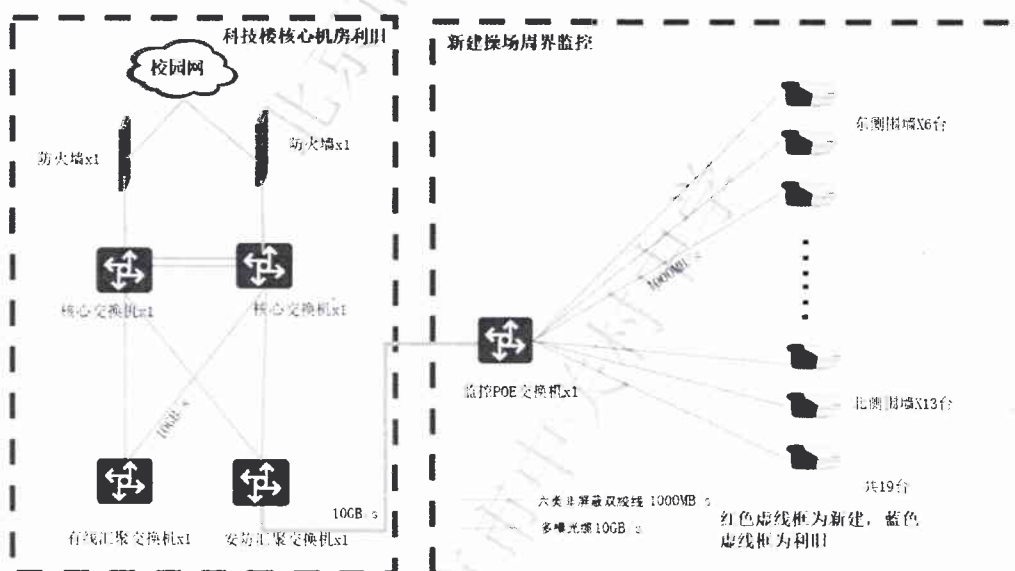 科技楼核心机房利旧
校园网
防火墙x1
防火墙x1
核心交换机x1
核心交换机x1
10GB s
有线汇聚交换机x1
安防汇聚交换机x1
10GB s
新建操场周界监控
东侧围墙X6台
1000MB s
监控POE交换机x1
北侧围墙X13台
共19台
六类非屏蔽双绞线 1000MB s
多模光缆10GB s
红色虚线框为新建，蓝色
虚线框为利旧